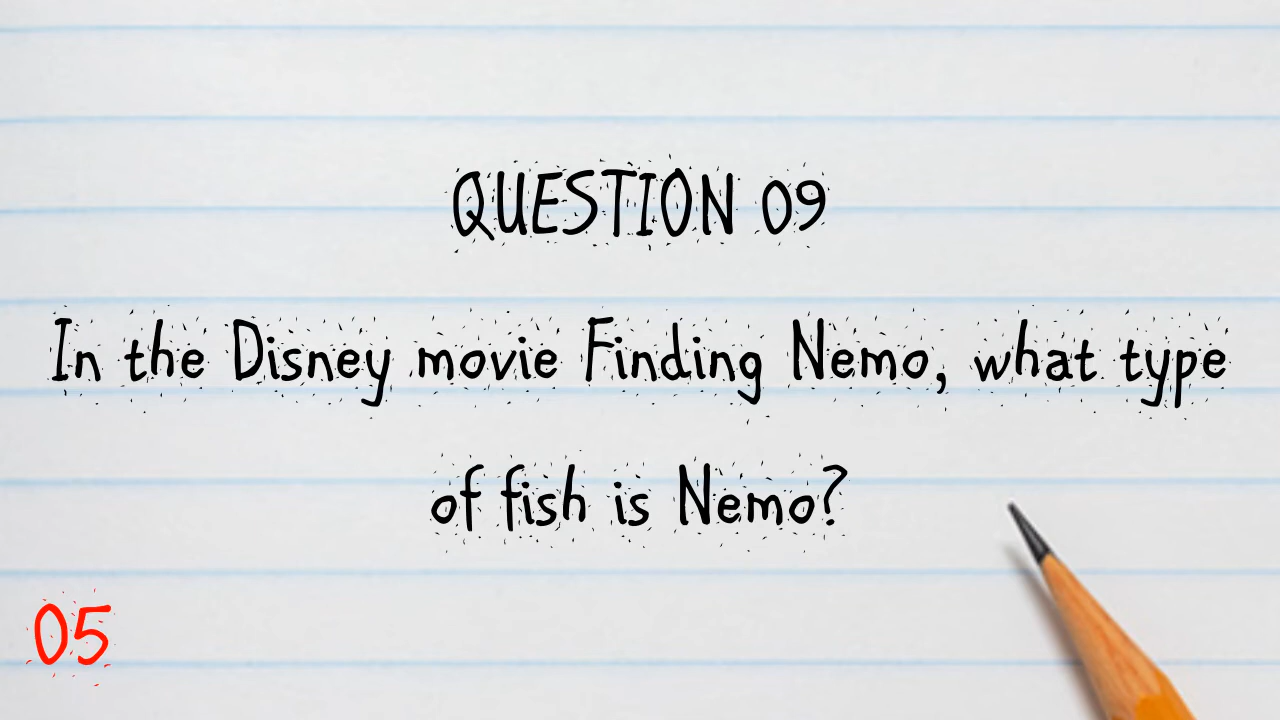 QUESTION 09
In the Disney movie Finding Nemo, what type
of fish is Nemo?
05